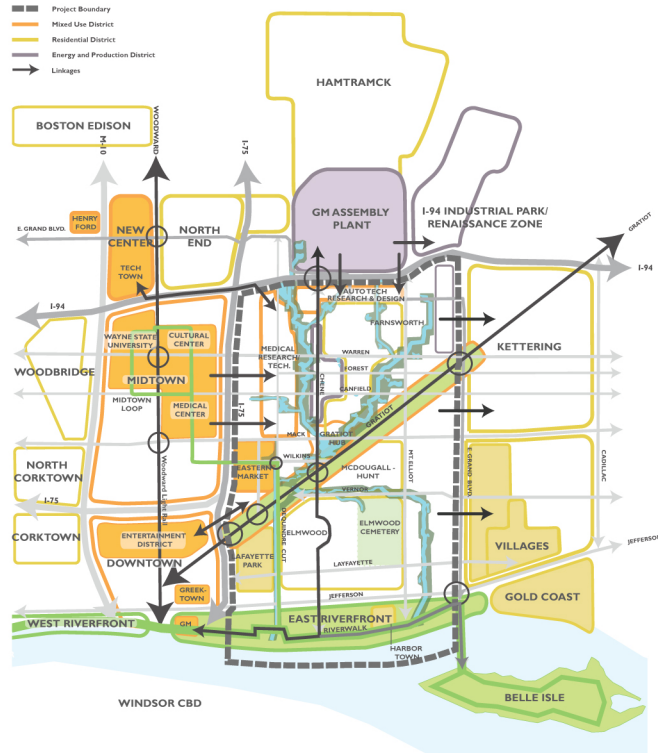 Project Boundary
Mixed Use District
Residential District
Energy and Production District
Linkages
HAMTRAMCK
BOSTON EDISON
M-10
WOODWARD
I-75
HENRY
FORD
NEW
CENTER
NORTH
END
E. GRAND BLVD.
TECH
TOWN
GM ASSEMBLY
PLANT
I-94 INDUSTRIAL PARK/
RENAISSANCE ZONE
GRATIOT
I-94
I-94
AUTO TECH
RESEARCH & DESIGN
FARNSWORTH
WAYNE STATE
UNIVERSITY
CULTURAL
CENTER
MEDICAL
RESEARCH/
TECH.
WARREN
FOREST
CANFIELD
CHENE
KETTERING
WOODBRIDGE
MIDTOWN
MIDTOWN
LOOP
MEDICAL
CENTER
I-75
GRATIOT
MACK
GRATIOT
HUB
WILKINS
NORTH
CORKTOWN
Woodward Light Rail
EASTERN
MARKET
MCDOUGALL -
HUNT
MT. ELLIOT
E. GRAND BLVD.
CADILLAC
VERNOR
I-75
CORKTOWN
ENTERTAINMENT
DISTRICT
DOWNTOWN
DEQUINDRE CUT
ELMWOOD
ELMWOOD
CEMETERY
VILLAGES
JEFFERSON
LAFAYETTE
PARK
LAYFAYETTE
GREEK-
TOWN
JEFFERSON
GOLD COAST
WEST RIVERFRONT
GM
EAST RIVERFRONT
RIVERWALK
HARBOR
TOWN
WINDSOR CBD
BELLE ISLE